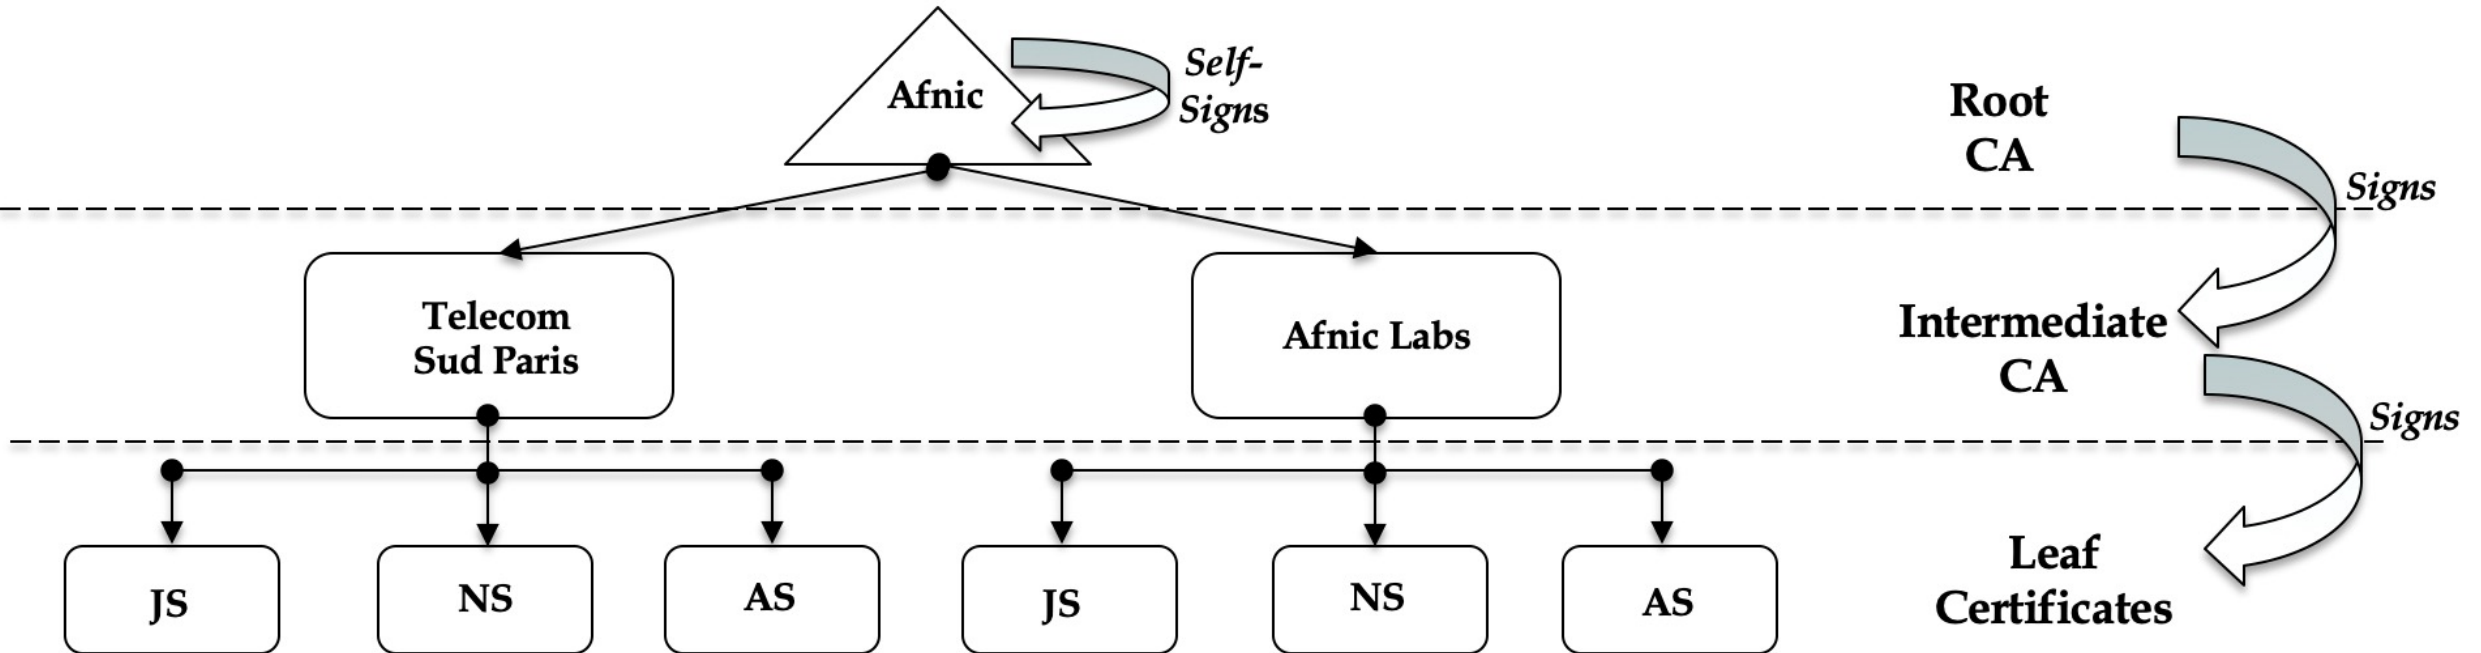 Afnic
Self-
Signs
Root
CA
Signs
Telecom
Sud Paris
Afnic Labs
Intermediate
CA
Signs
JS
NS
AS
JS
NS
AS
Leaf
Certificates